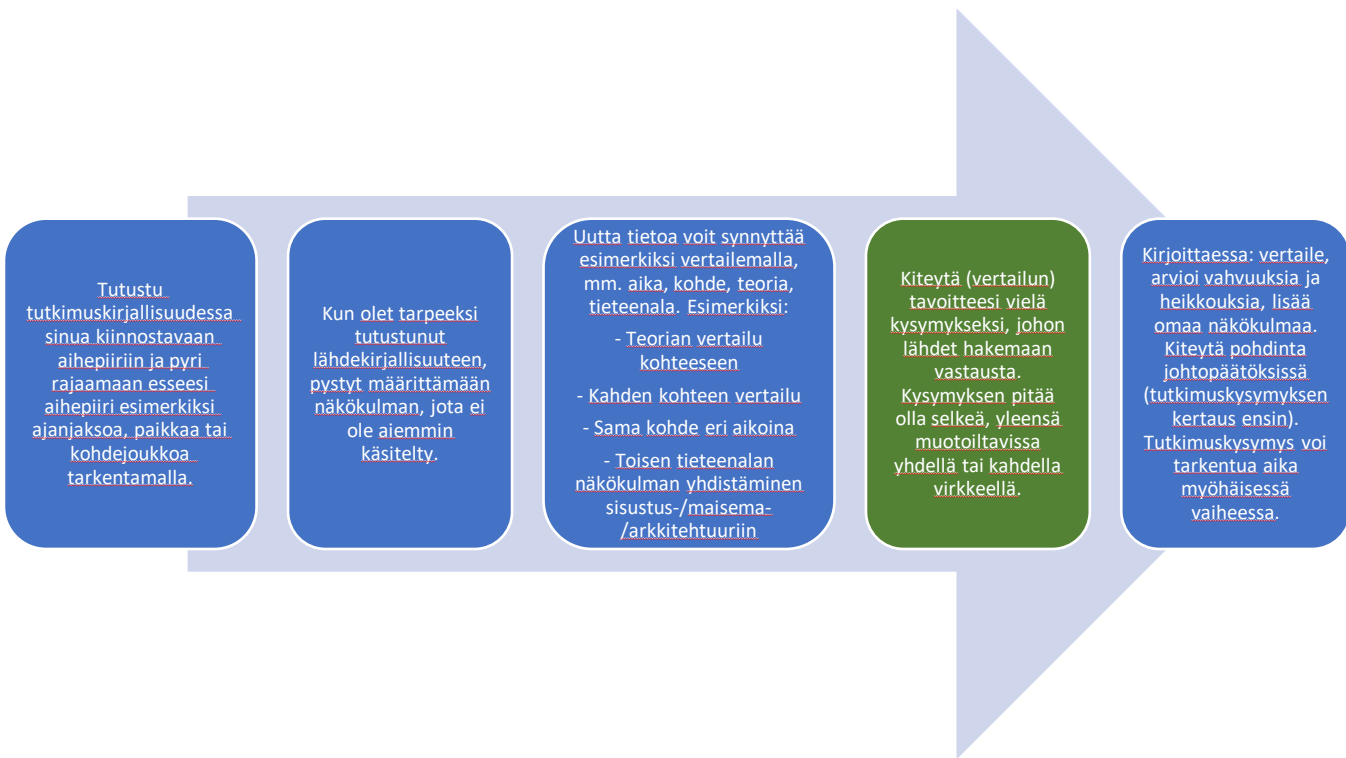 Tutustu
tutkimuskirjallisuudessa
sinua kiinnostavaan
aihepiiriin ja pyri
rajaamaan esseesi
aihepiiri esimerkiksi
ajanjaksoa, paikkaa tai
kohdejoukkoa
tarkentamalla.
Kun olet tarpeeksi
tutustunut
lähdekirjallisuuteen,
pystyt määrittämään
näkökulman, jota ei
ole aiemmin
käsitelty.
Uutta tietoa voit synnyttää
esimerkiksi vertailemalla,
mm. aika, kohde, teoria,
tieteenala. Esimerkiksi:
- Teorian vertailu
kohteeseen
- Kahden kohteen vertailu
- Sama kohde eri aikoina
- Toisen tieteenalan
näkökulman yhdistäminen
sisustus-/maisema-
/arkkitehtuuriin
Kiteytä (vertailun)
tavoitteesi vielä
kysymykseksi, johon
lähdet hakemaan
vastausta.
Kysymyksen pitää
olla selkeä, yleensä
muotoiltavissa
yhdellä tai kahdella
virkkeellä.
Kirjoittaessa: vertaile,
arvioi vahvuuksia ja
heikkouksia, lisää
omaa näkökulmaa.
Kiteytä pohdinta
johtopäätöksissä
(tutkimuskysymyksen
kertaus ensin).
Tutkimuskysymys voi
tarkentua aika
myöhäisessä
vaiheessa.